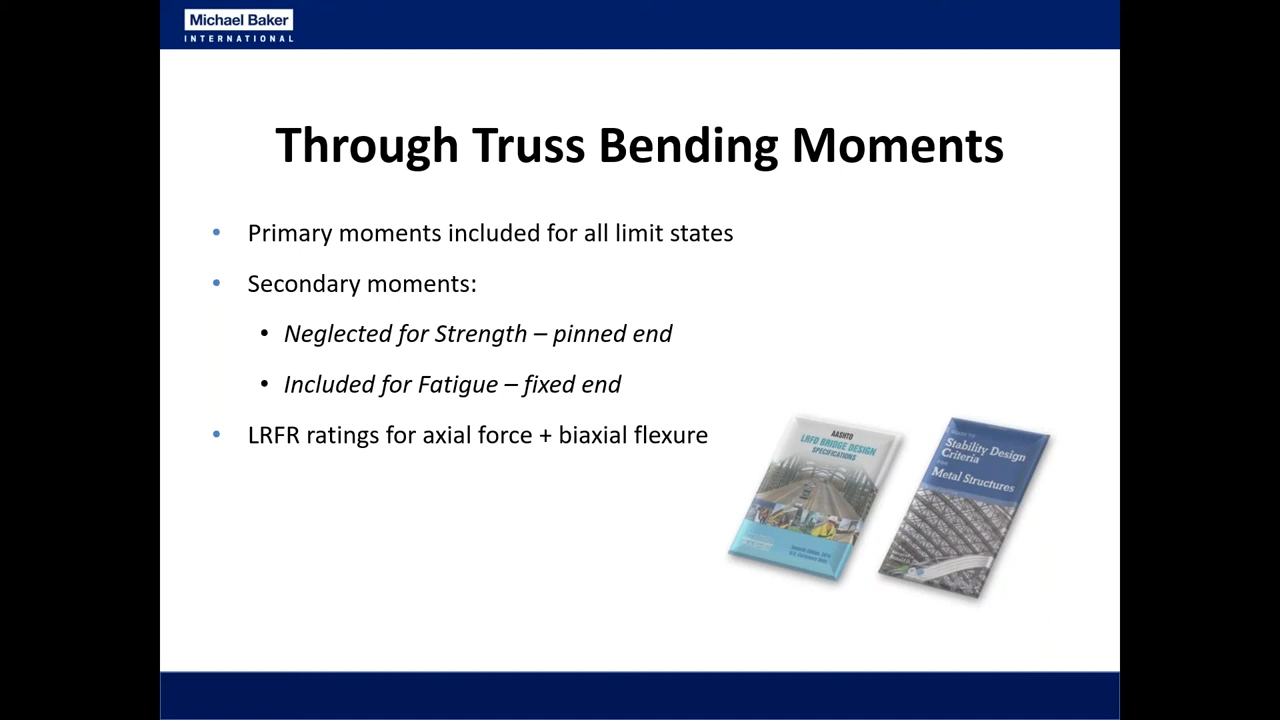 Michael Baker
INTERNATIONAL
Through Truss Bending Moments
• Primary moments included for all limit states
• Secondary moments:
• Neglected for Strength – pinned end
• Included for Fatigue – fixed end
• LRFR ratings for axial force + biaxial flexure
AASHTO
LRFD BRIDGE DESIGN
SPECIFICATIONS
Stability Design
Criteria
Metal Structures